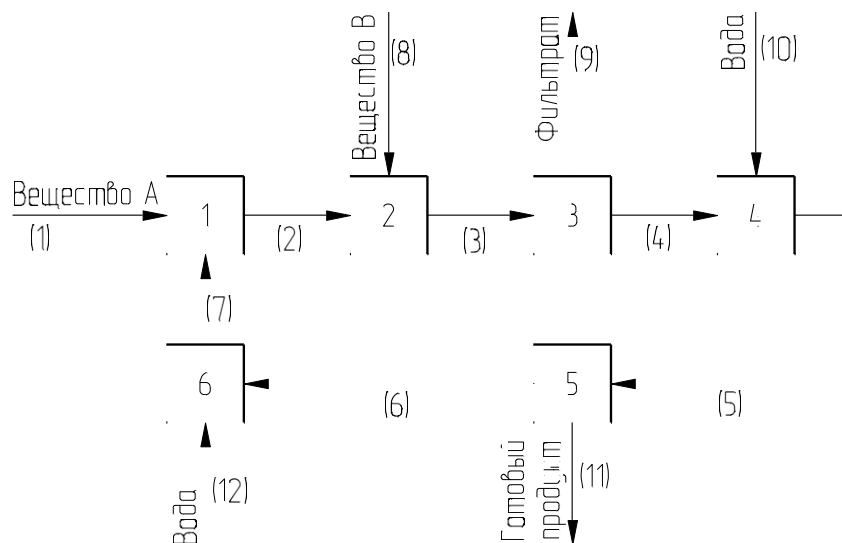 Вещество В
(8)
Фильтрат
(9)
Вода
(10)
Вещество А
(1)
1
(2)
2
(3)
3
(4)
4
(7)
6
(6)
5
(5)
Вода
(12)
Готовый
продукт
(11)